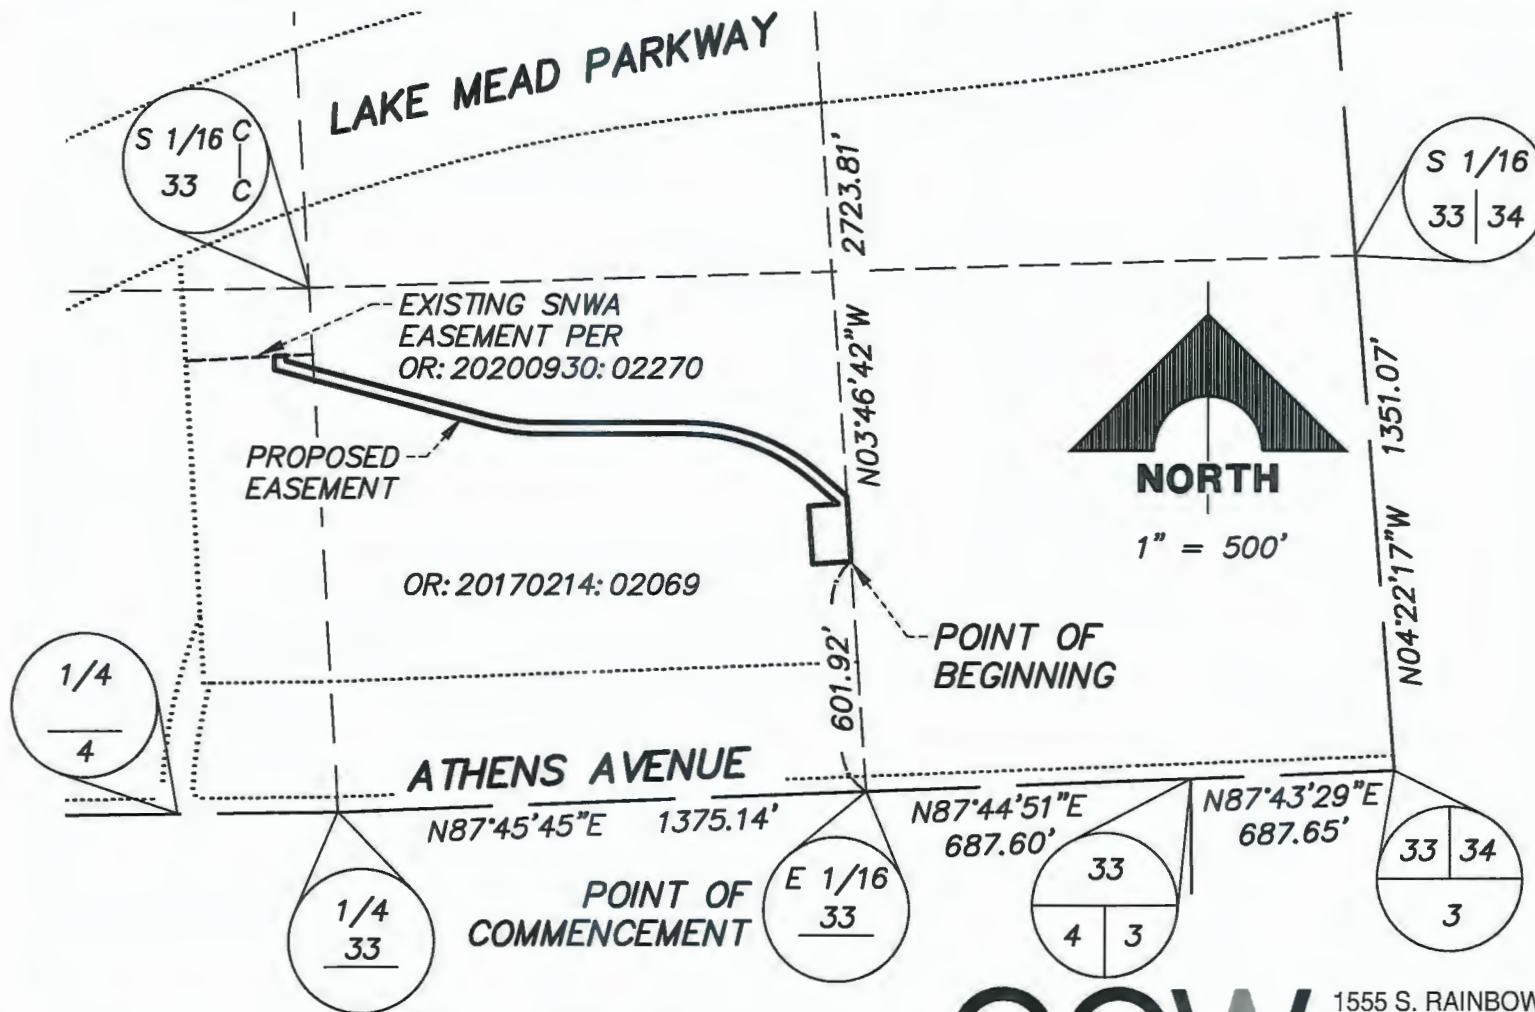 LAKE MEAD PARKWAY
S 1/16 C
33 C
2723.81'
S 1/16
33 34
EXISTING SNWA
EASEMENT PER
OR: 20200930: 02270
N03°46'42"W
1351.07'
PROPOSED
EASEMENT
NORTH
1" = 500'
OR: 20170214: 02069
N04°22'17"W
POINT OF
BEGINNING
601.92'
1/4
4
ATHENS AVENUE
N87°45'45"E 1375.14'
N87°44'51"E
687.60'
N87°43'29"E
687.65'
POINT OF
COMMENCEMENT
1/4
33
E 1/16
33
33
4 3
33 34
3
1555 S. RAINBOW